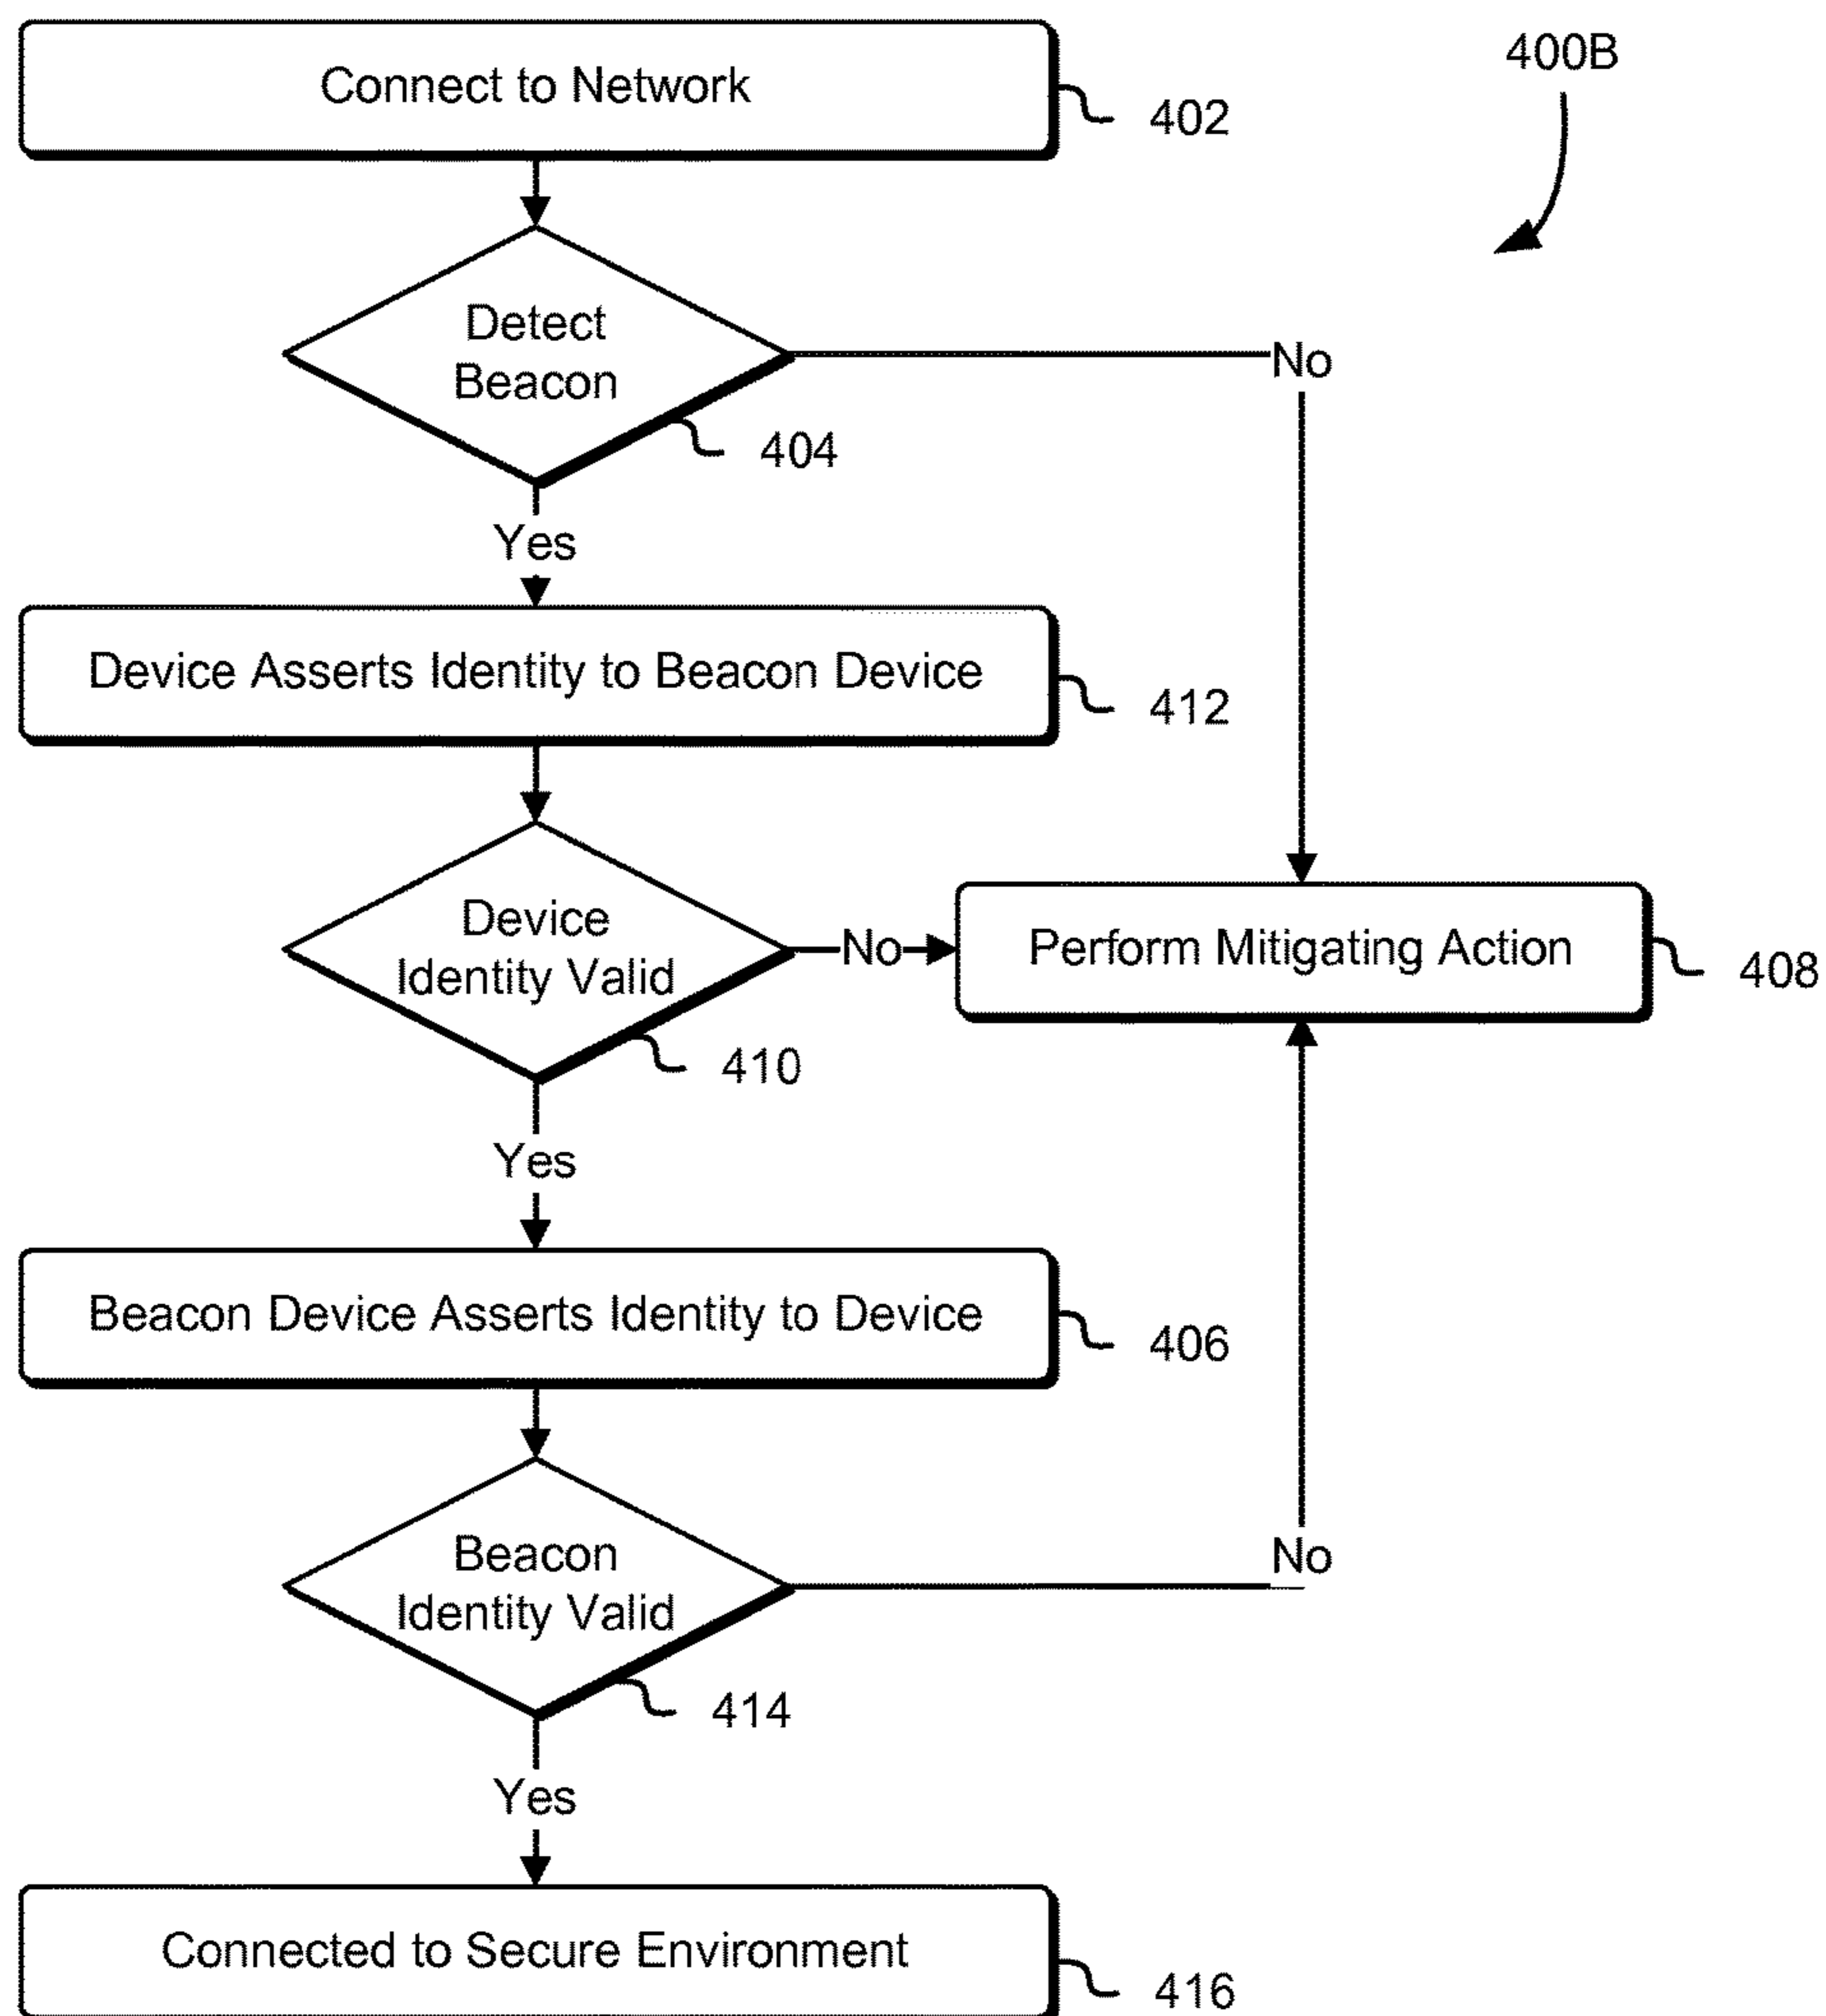 Connect to Network
402
400B
Detect
Beacon
404
No
Yes
Device Asserts Identity to Beacon Device
412
Device
Identity Valid
410
No
Perform Mitigating Action
408
Yes
Beacon Device Asserts Identity to Device
406
Beacon
Identity Valid
414
No
Yes
Connected to Secure Environment
416